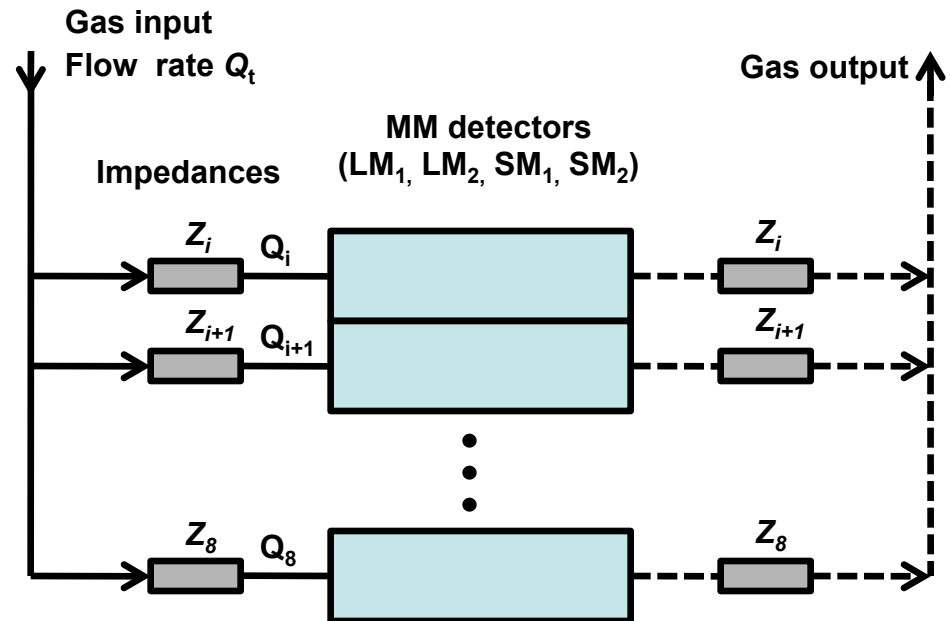 Gas input
Flow rate Qt
Gas output
MM detectors
(LM1, LM2, SM1, SM2)
Impedances
Zi
Qi
Zi
Zi+1
Qi+1
Zi+1
Z8
Q8
Z8